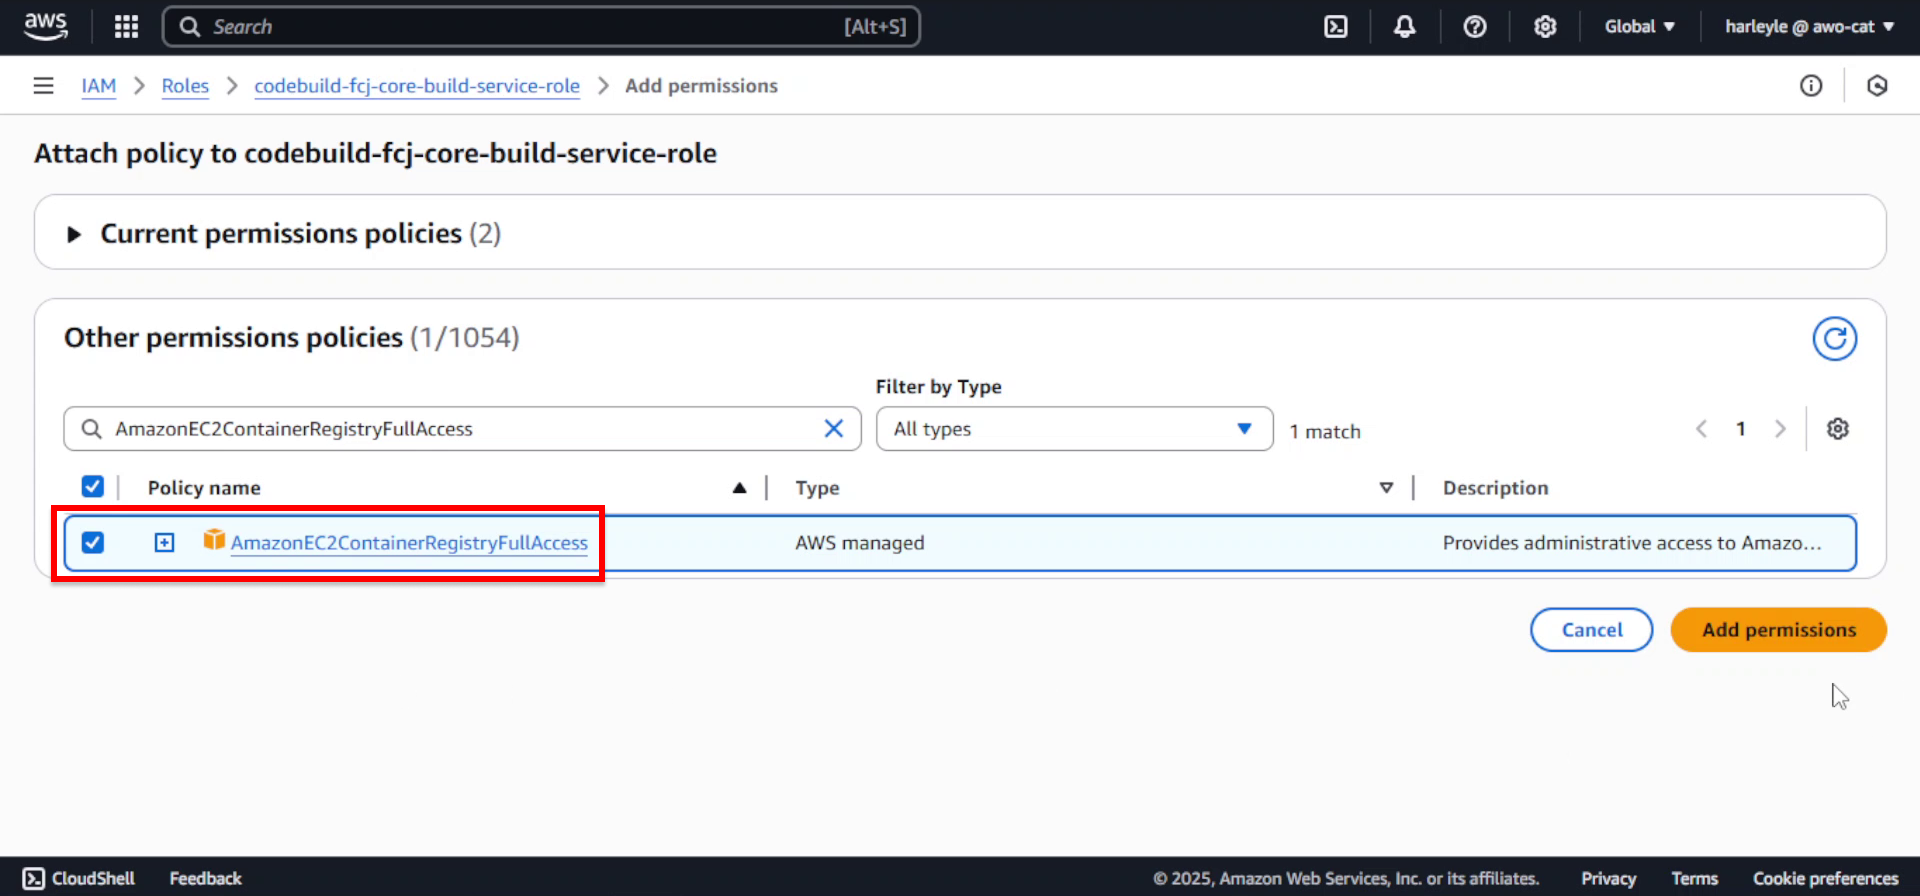 aws Search [Alt+S] Global harleyle @ awo-cat
IAM Roles codebuild-fcj-core-build-service-role Add permissions
Attach policy to codebuild-fcj-core-build-service-role
Current permissions policies (2)
Other permissions policies (1/1054)
Filter by Type
AmazonEC2ContainerRegistryFullAccess All types 1 match 1
Policy name Type Description
AmazonEC2ContainerRegistryFullAccess AWS managed Provides administrative access to Amazo...
Cancel Add permissions
CloudShell Feedback © 2025, Amazon Web Services, Inc. or its affiliates. Privacy Terms Cookie preferences